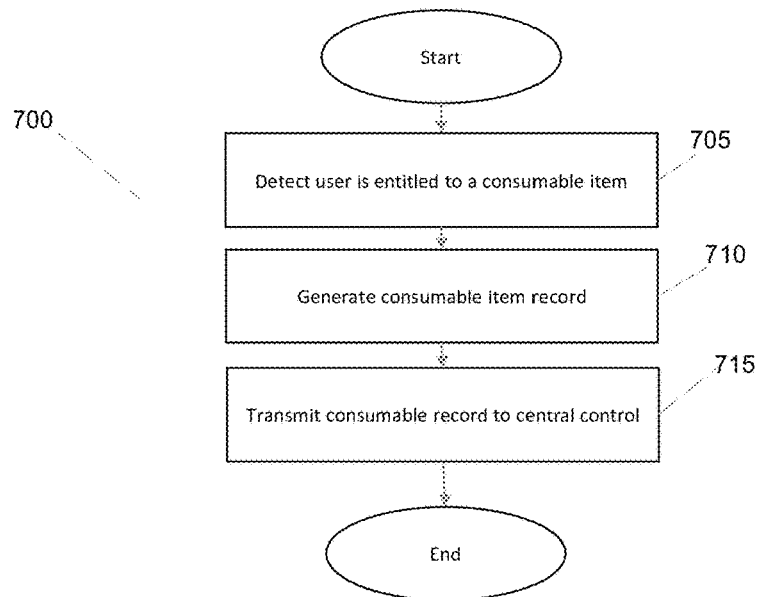 Start
700
705
Detect user is entitled to a consumable item
710
Generate consumable item record
715
Transmit consumable record to central control
End